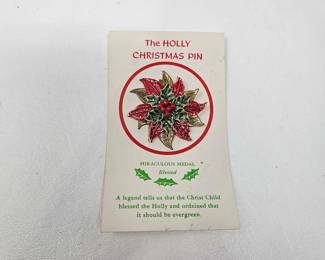 The HOLLY
CHRISTMAS PIN
MIRACULOUS MEDAL
Blessed
A legend tells us that the Christ Child
blessed the Holly and ordained that
it should be evergreen.